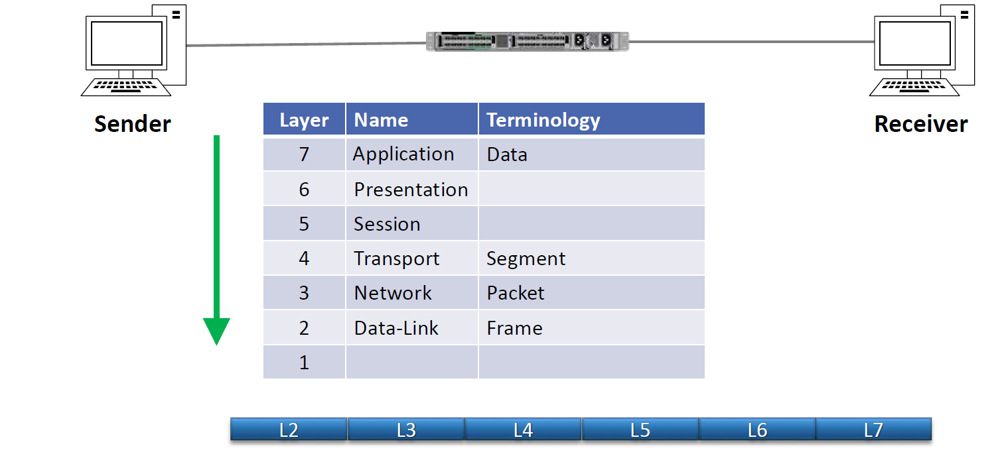 Sender
Receiver
Layer Name Terminology
7 Application Data
6 Presentation
5 Session
4 Transport Segment
3 Network Packet
2 Data-Link Frame
1
L2 L3 L4 L5 L6 L7